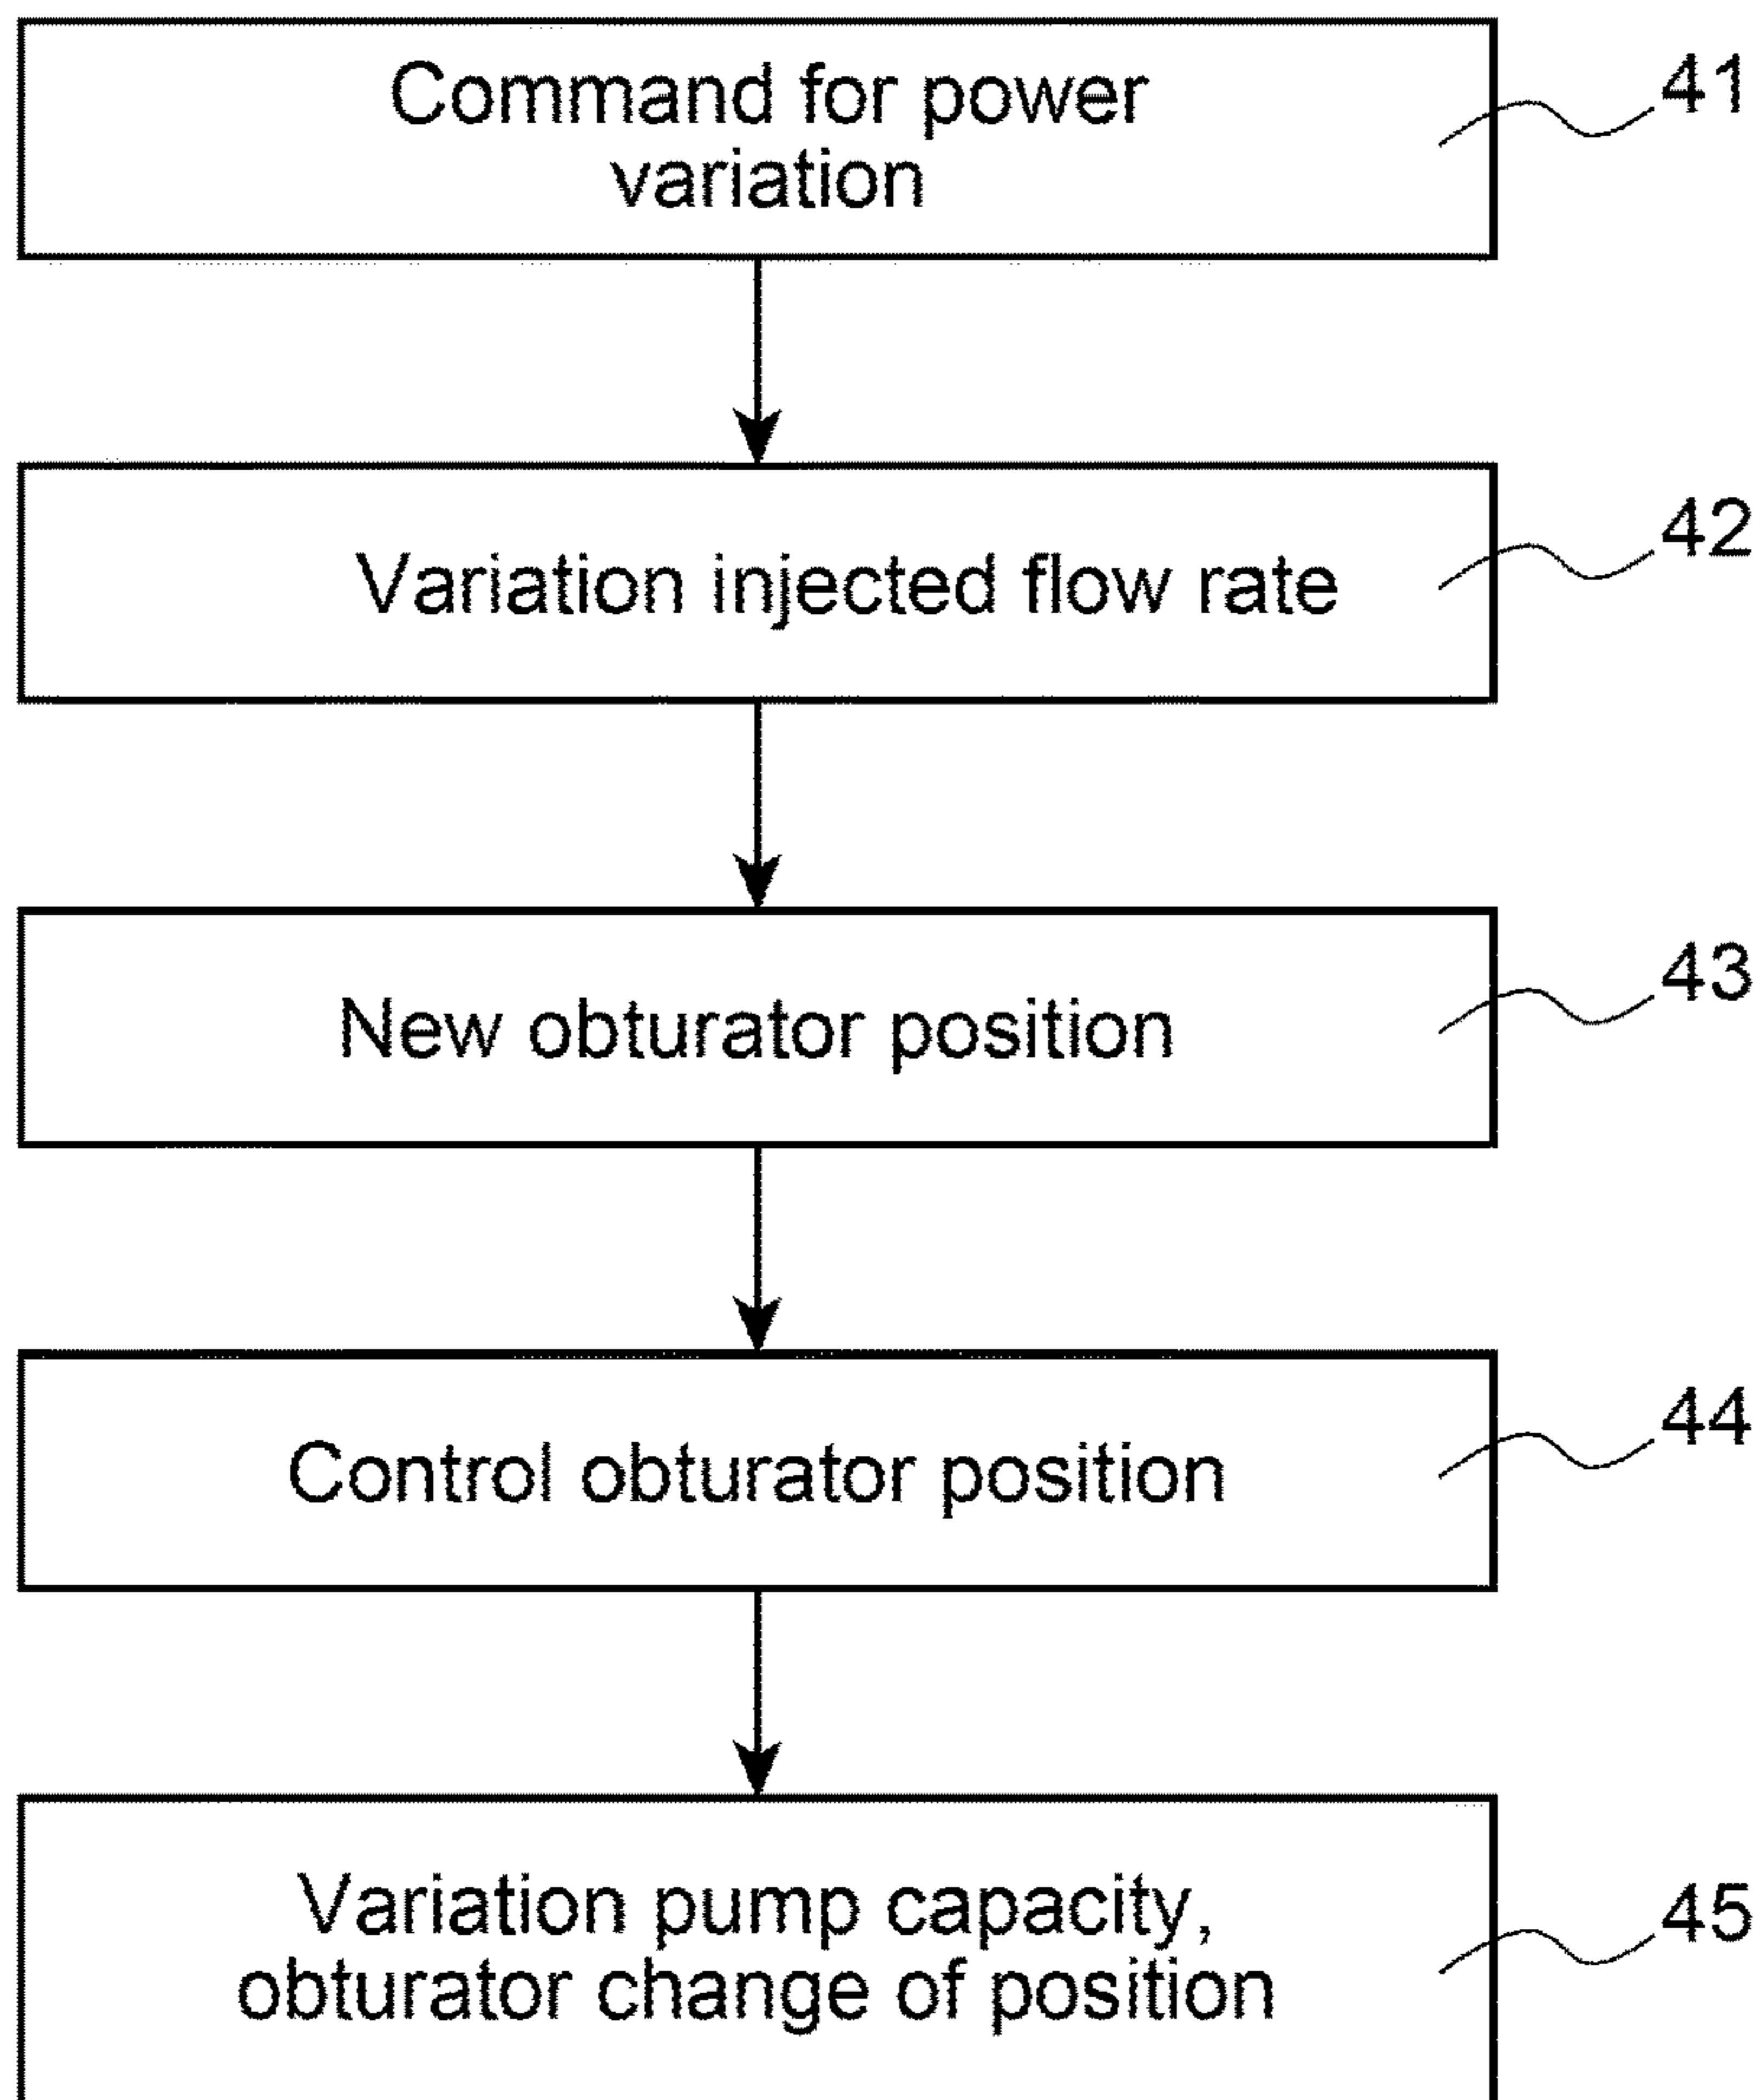 Command for power
variation
41
Variation injected flow rate
42
New obturator position
43
Control obturator position
44
Variation pump capacity,
obturator change of position
45